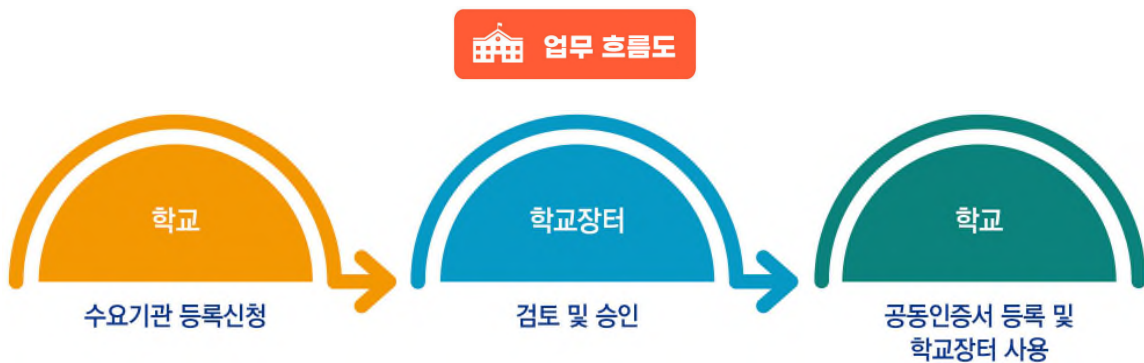 업무 흐름도
학교
수요기관 등록신청
학교장터
검토 및 승인
학교
공동인증서 등록 및
학교장터 사용